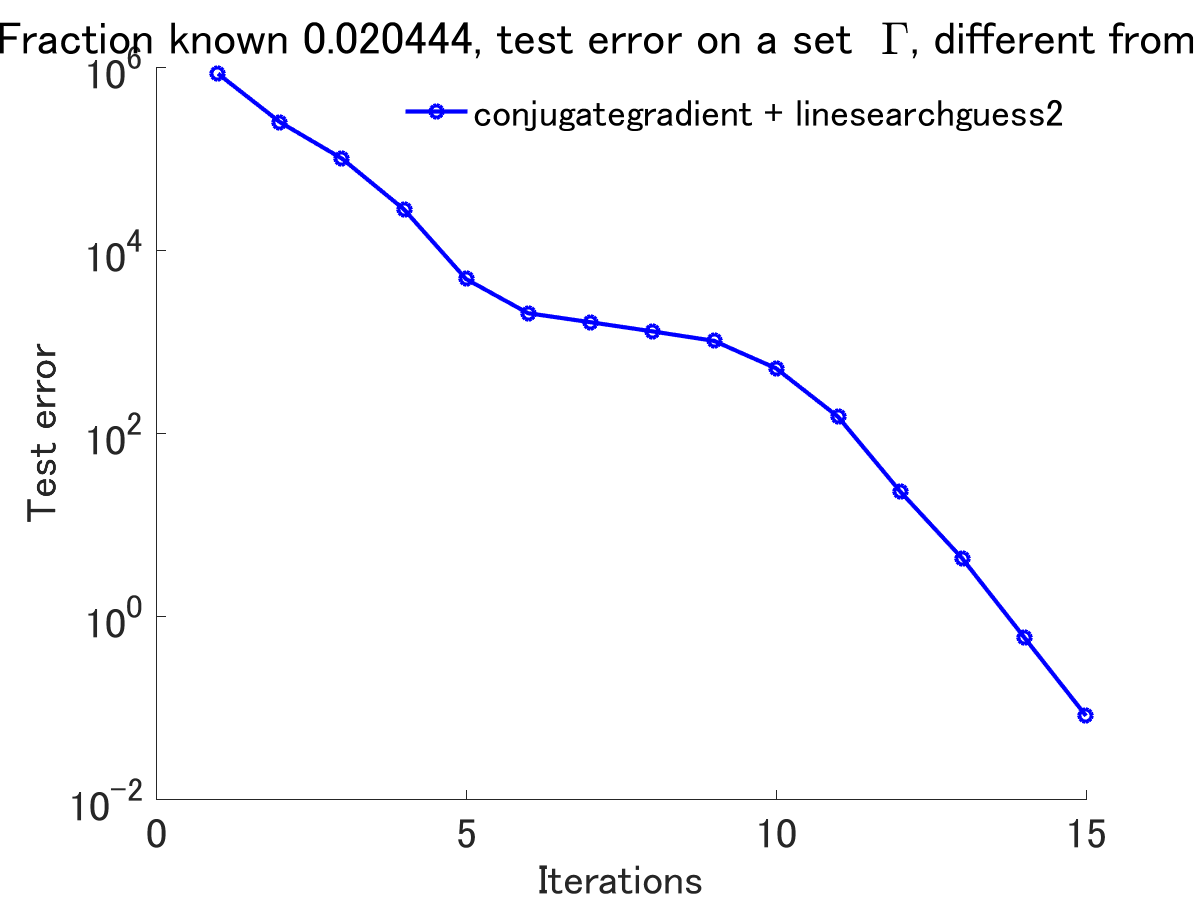 Fraction known 0.020444, test error on a set Γ, different from
10^6
conjugategradient + linesearchguess2
10^4
10^2
10^0
10^-2
Test error
0 5 10 15
Iterations